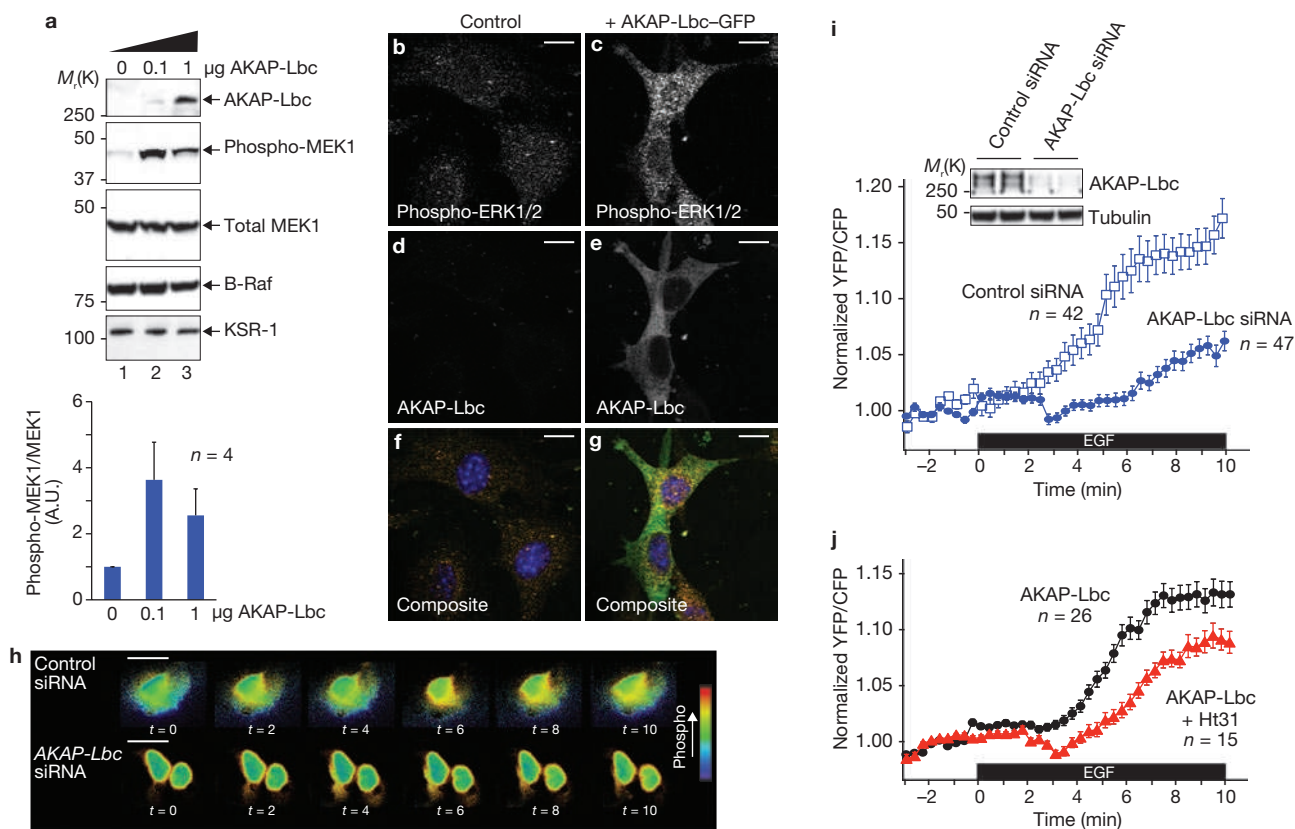 a
0 0.1 1 µg AKAP-Lbc
Mr(K)
AKAP-Lbc
250
50
Phospho-MEK1
37
50
Total MEK1
B-Raf
75
100
KSR-1
1 2 3
Phospho-MEK1/MEK1
(A.U.)
6
4
2
0
n = 4
0 0.1 1 µg AKAP-Lbc
Control
+ AKAP-Lbc–GFP
b
Phospho-ERK1/2
c
Phospho-ERK1/2
d
AKAP-Lbc
e
AKAP-Lbc
f
Composite
g
Composite
h
Control
siRNA
t = 0 t = 2 t = 4 t = 6 t = 8 t = 10
AKAP-Lbc
siRNA
t = 0 t = 2 t = 4 t = 6 t = 8 t = 10
Phospho
i
Control siRNA
AKAP-Lbc siRNA
Mr(K)
250
AKAP-Lbc
50
Tubulin
Normalized YFP/CFP
1.20
1.15
1.10
1.05
1.00
Control siRNA
n = 42
AKAP-Lbc siRNA
n = 47
EGF
−2 0 2 4 6 8 10
Time (min)
j
Normalized YFP/CFP
1.15
1.10
1.05
1.00
AKAP-Lbc
n = 26
AKAP-Lbc
+ Ht31
n = 15
EGF
−2 0 2 4 6 8 10
Time (min)